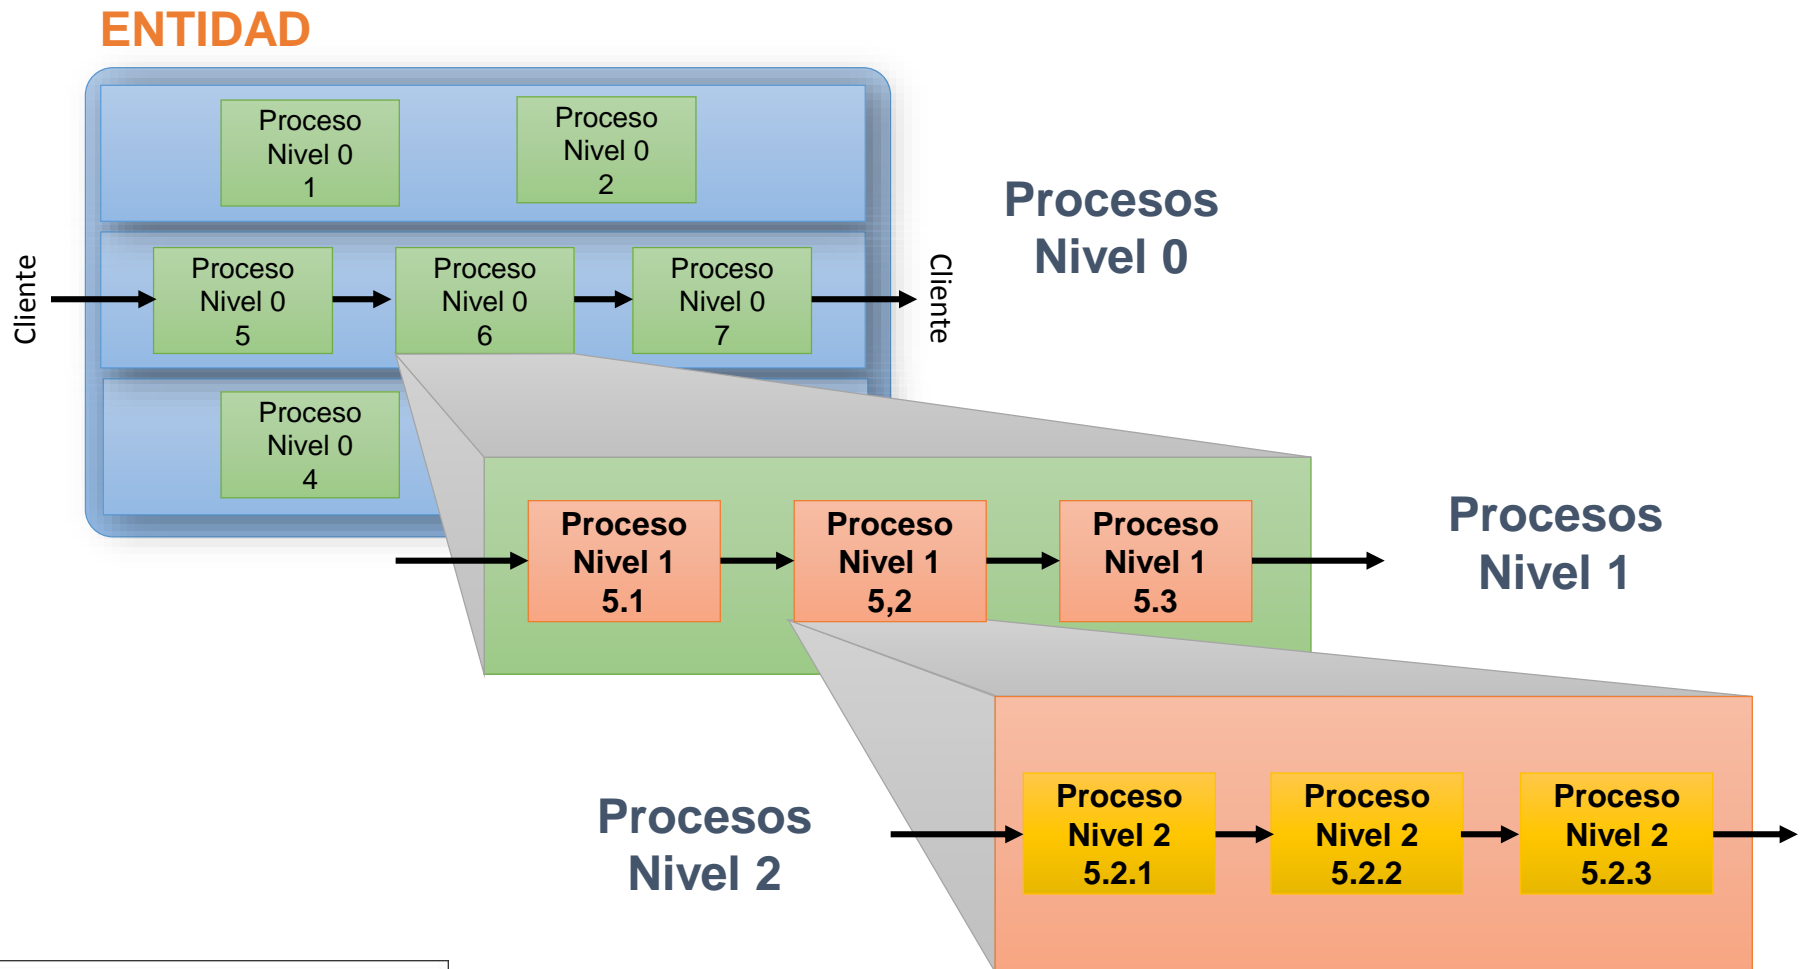 ENTIDAD
Proceso
Nivel 0
1
Proceso
Nivel 0
2
Procesos
Nivel 0
Cliente
Proceso
Nivel 0
5
Proceso
Nivel 0
6
Proceso
Nivel 0
7
Cliente
Proceso
Nivel 0
4
Proceso
Nivel 1
5.1
Proceso
Nivel 1
5,2
Proceso
Nivel 1
5.3
Procesos
Nivel 1
Procesos
Nivel 2
Proceso
Nivel 2
5.2.1
Proceso
Nivel 2
5.2.2
Proceso
Nivel 2
5.2.3